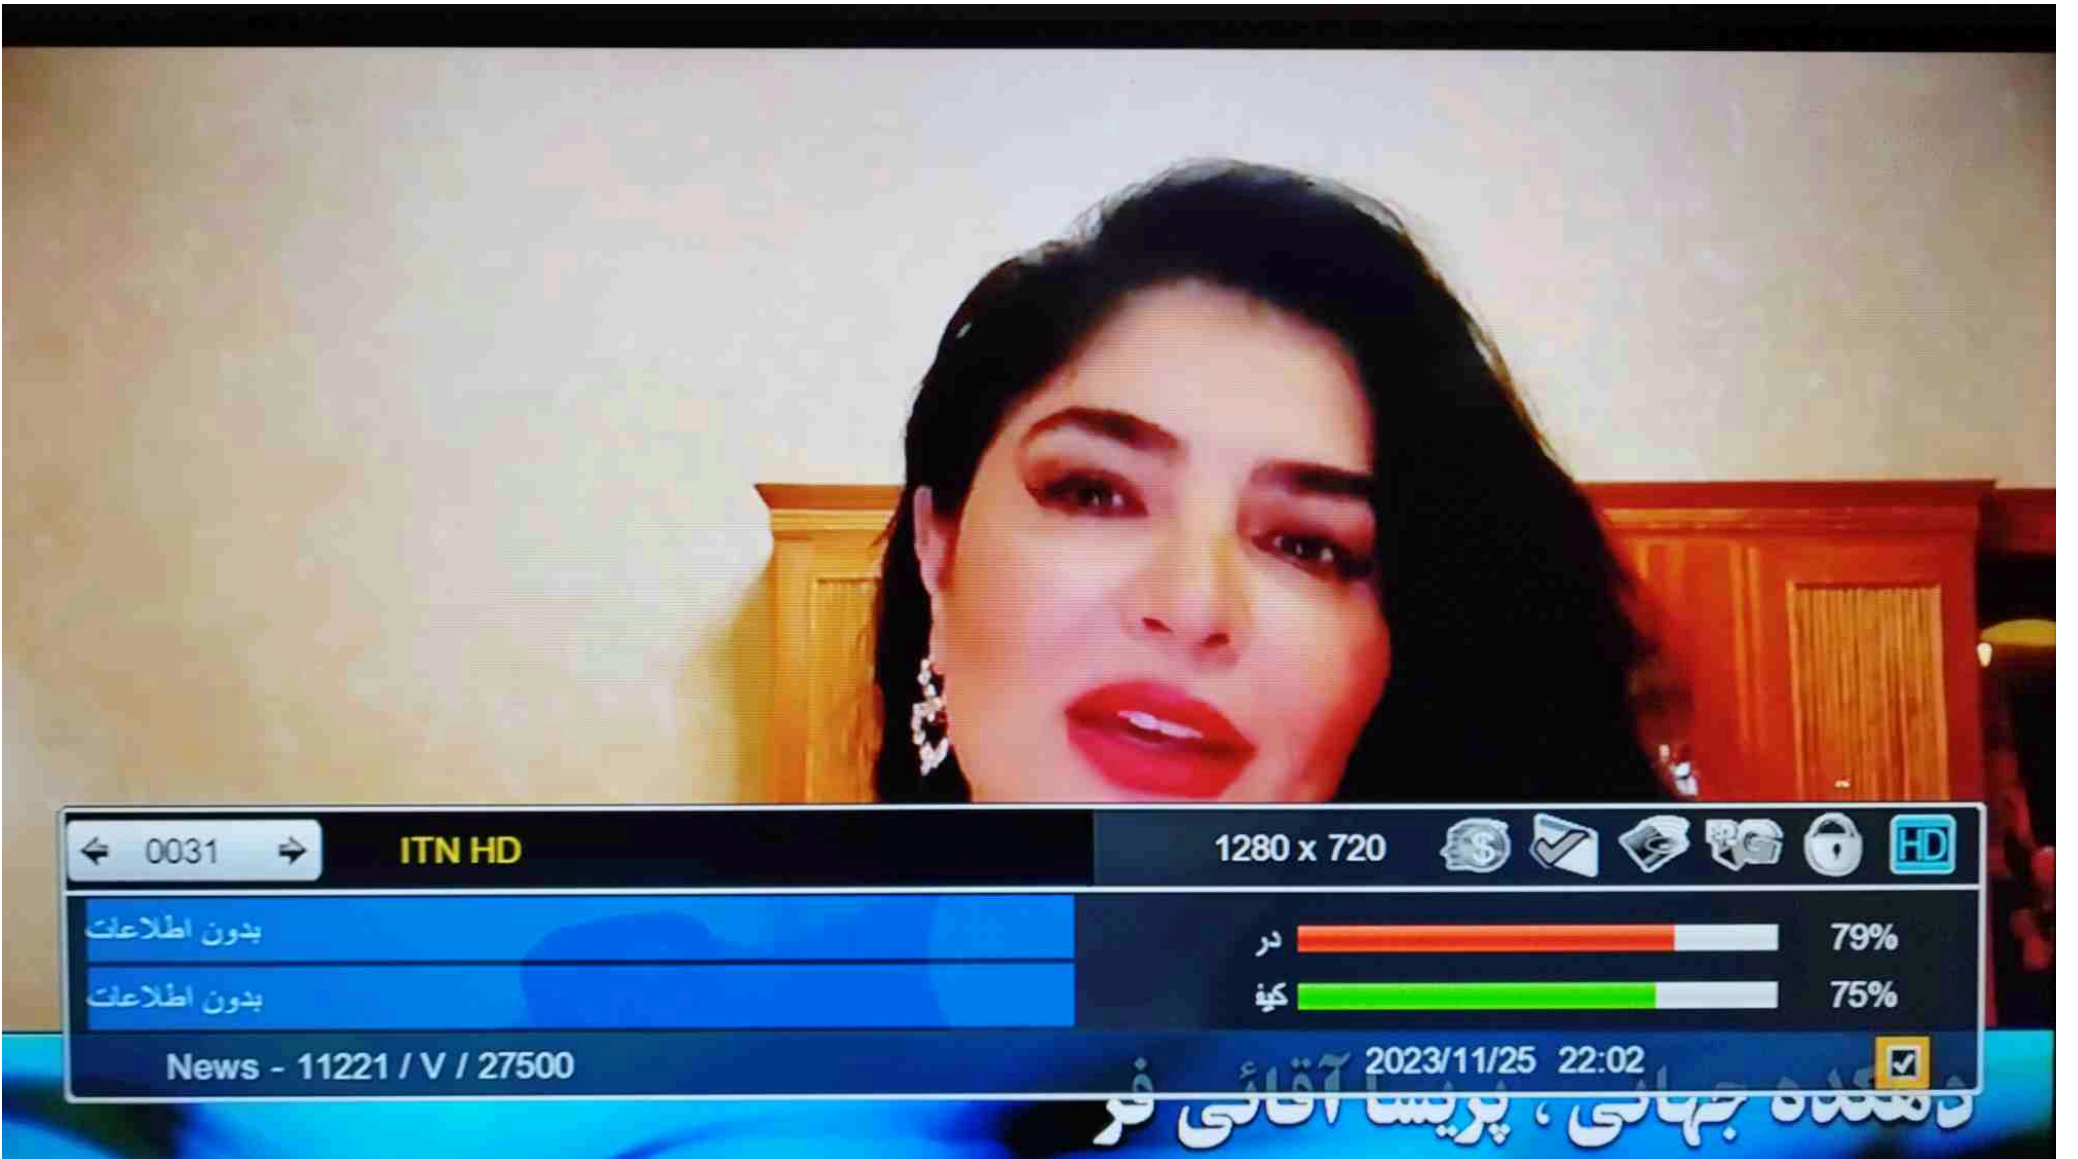 0031 ITN HD 1280 x 720 HD
بدون اطلاعات
در 79%
بدون اطلاعات
کیف 75%
News - 11221 / V / 27500 2023/11/25 22:02
دهکده جهانی ، پریسا آقائی فر